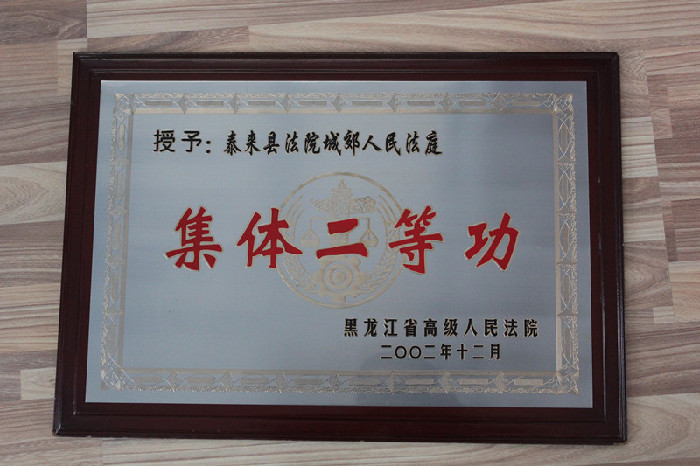 授予：泰来县法院城郊人民法庭
集体二等功
黑龙江省高级人民法院
二〇〇二年十二月